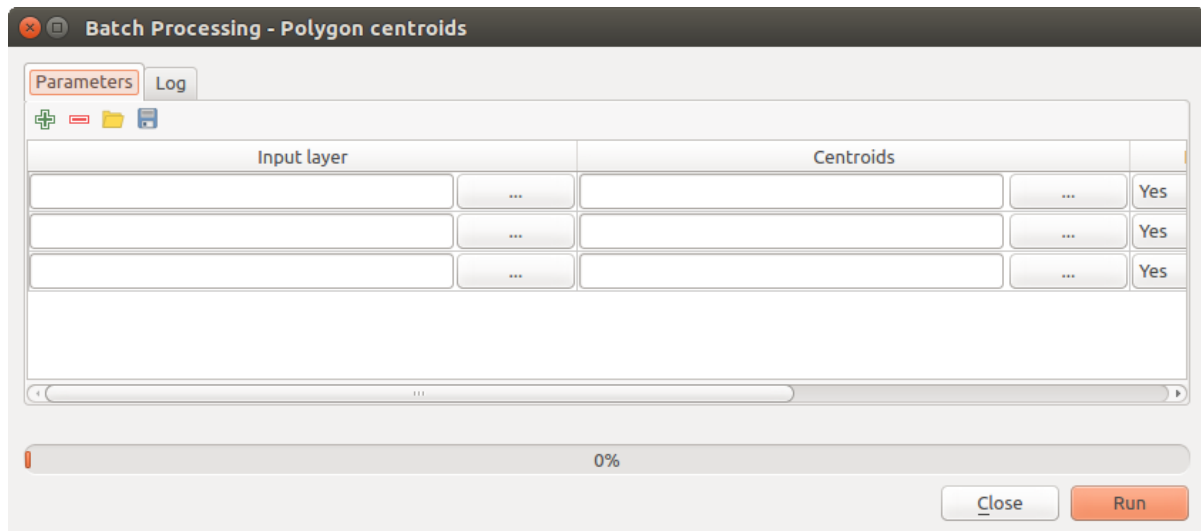 Batch Processing - Polygon centroids
Parameters Log
Input layer Centroids
... ... Yes
... ... Yes
... ... Yes
0%
Close Run